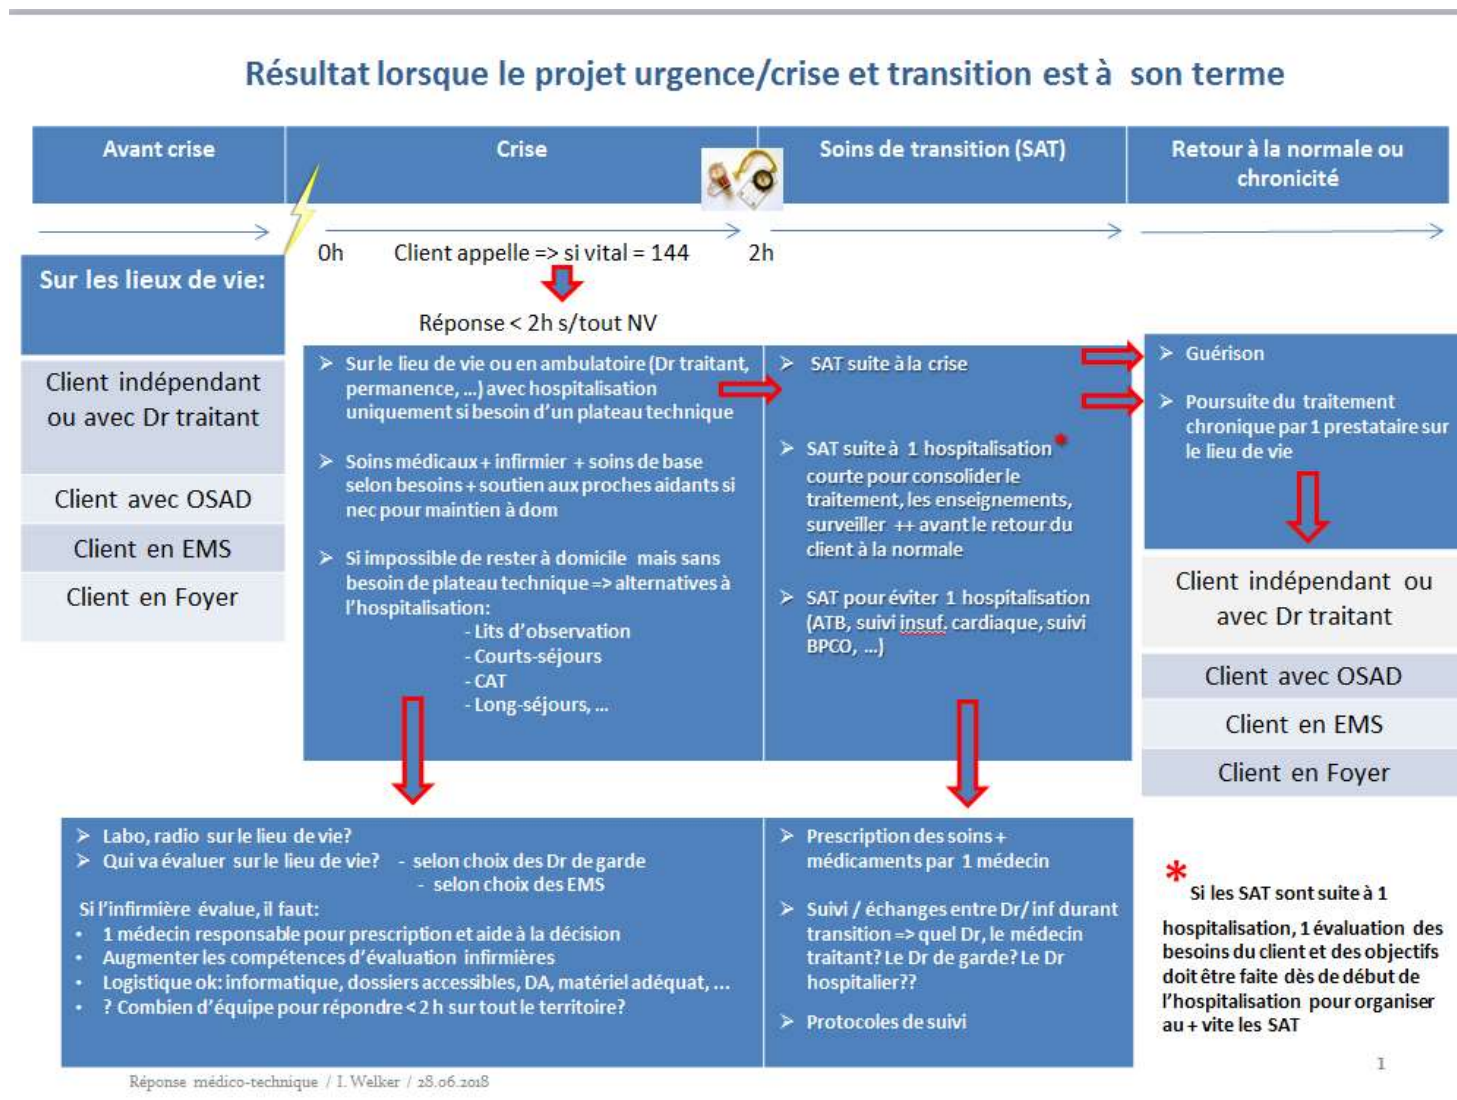 Résultat lorsque le projet urgence/crise et transition est à son terme
Avant crise
Crise
Soins de transition (SAT)
Retour à la normale ou
chronicité
0h
Client appelle => si vital = 144
2h
Réponse < 2h s/tout NV
Sur les lieux de vie:
Client indépendant
ou avec Dr traitant
Client avec OSAD
Client en EMS
Client en Foyer
➢ Sur le lieu de vie ou en ambulatoire (Dr traitant,
permanence, ...) avec hospitalisation
uniquement si besoin d'un plateau technique
➢ Soins médicaux + infirmier + soins de base
selon besoins + soutien aux proches aidants si
nec pour maintien à dom
➢ Si impossible de rester à domicile mais sans
besoin de plateau technique => alternatives à
l'hospitalisation:
- Lits d'observation
- Courts-séjours
- CAT
- Long-séjours, ...
➢ SAT suite à la crise
➢ SAT suite à 1 hospitalisation *
courte pour consolider le
traitement, les enseignements,
surveiller ++ avant le retour du
client à la normale
➢ SAT pour éviter 1 hospitalisation
(ATB, suivi insuf. cardiaque, suivi
BPCO, ...)
➢ Guérison
➢ Poursuite du traitement
chronique par 1 prestataire sur
le lieu de vie
Client indépendant ou
avec Dr traitant
Client avec OSAD
Client en EMS
Client en Foyer
➢ Labo, radio sur le lieu de vie?
➢ Qui va évaluer sur le lieu de vie? - selon choix des Dr de garde
- selon choix des EMS
Si l'infirmière évalue, il faut:
• 1 médecin responsable pour prescription et aide à la décision
• Augmenter les compétences d'évaluation infirmières
• Logistique ok: informatique, dossiers accessibles, DA, matériel adéquat, ...
• ? Combien d'équipe pour répondre < 2 h sur tout le territoire?
➢ Prescription des soins +
médicaments par 1 médecin
➢ Suivi / échanges entre Dr/ inf durant
transition => quel Dr, le médecin
traitant? Le Dr de garde? Le Dr
hospitalier??
➢ Protocoles de suivi
* Si les SAT sont suite à 1
hospitalisation, 1 évaluation des
besoins du client et des objectifs
doit être faite dès de début de
l'hospitalisation pour organiser
au + vite les SAT
Réponse médico-technique / I. Welker / 28.06.2018
1